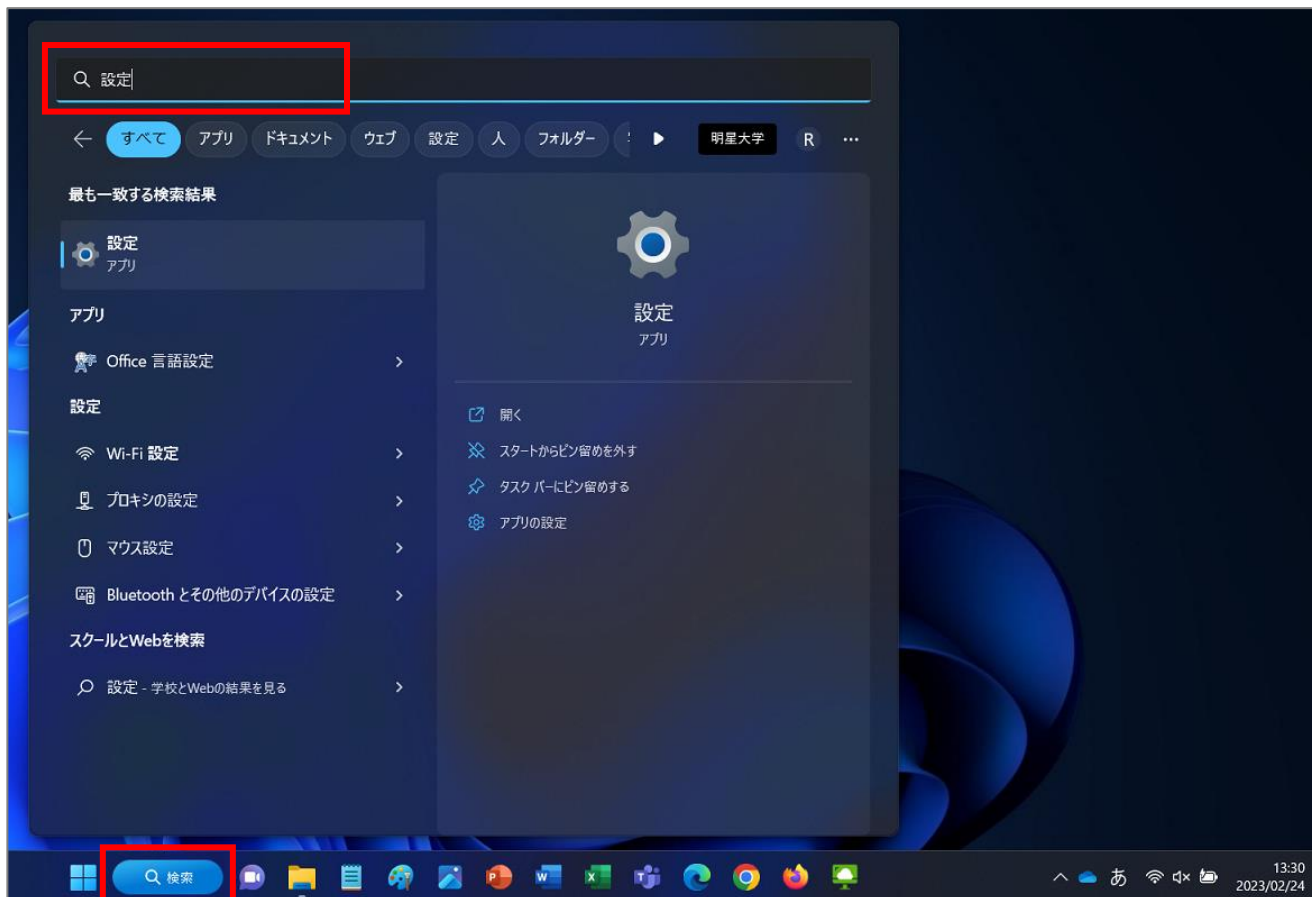 設定
すべて アプリ ドキュメント ウェブ 設定 人 フォルダー 明星大学 R ...
最も一致する検索結果
設定
アプリ
アプリ
Office 言語設定
設定
Wi-Fi 設定
プロキシの設定
マウス設定
Bluetooth とその他のデバイスの設定
スクールとWebを検索
設定 - 学校とWebの結果を見る
設定
アプリ
開く
スタートからピン留めを外す
タスク バーにピン留めする
アプリの設定
検索
あ
13:30
2023/02/24